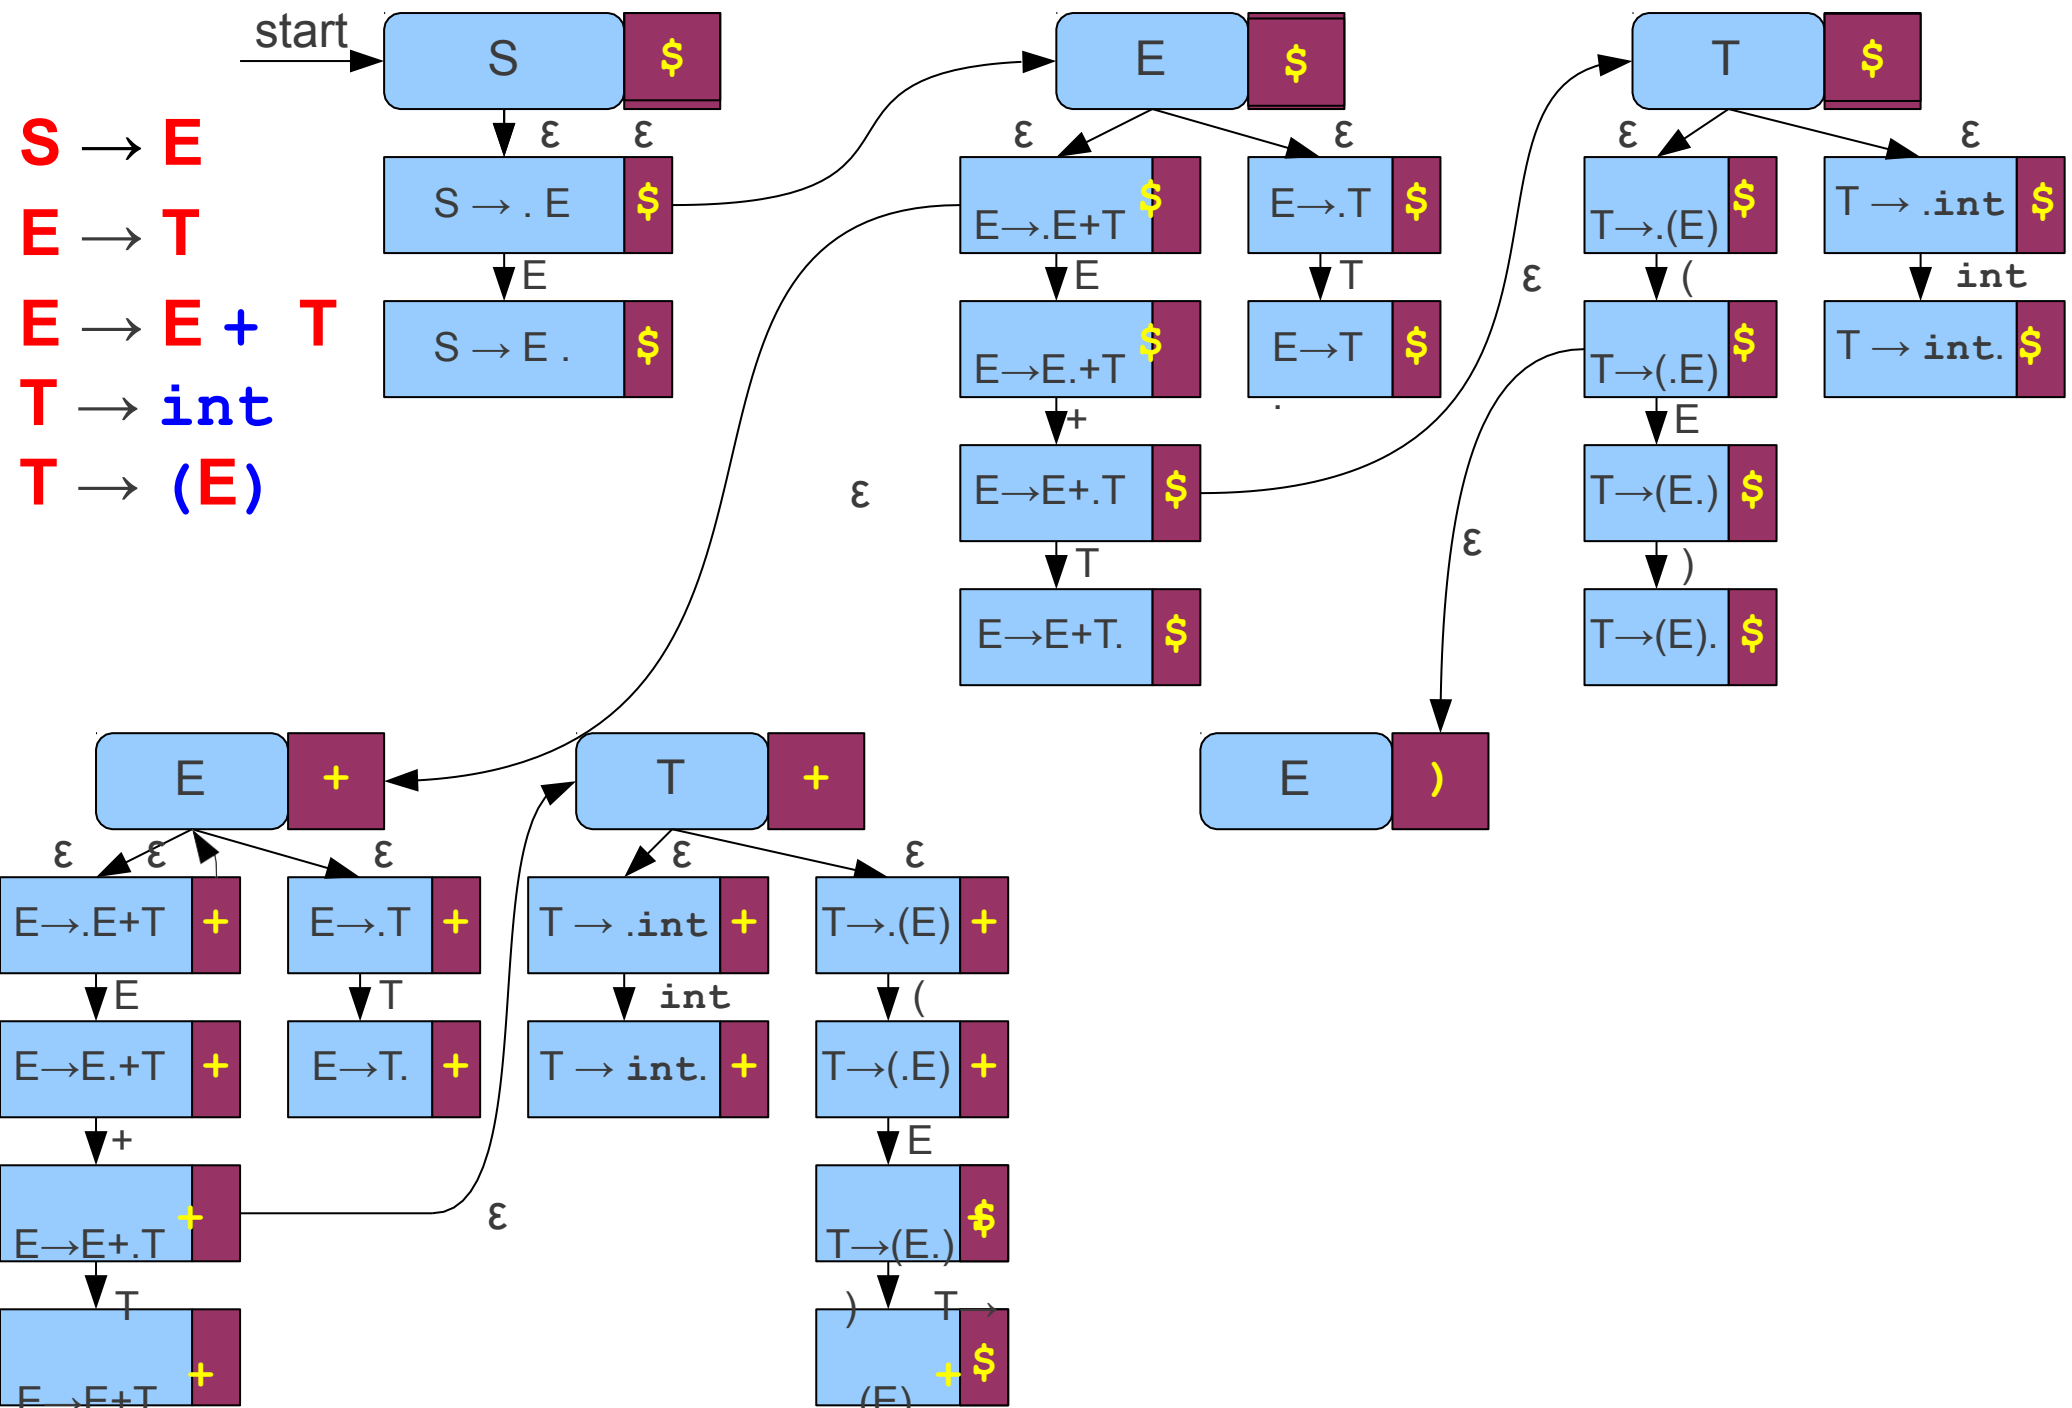 start
S $ E $ T $
S → E
ε ε ε ε ε ε
S → . E $ E→.E+T $ E→.T $ T→.(E) $ T → .int $
E → T
E E T ε ( int
E → E + T
S → E . $ E→E.+T $ E→T $ T→(.E) $ T → int. $
.
T → int
+ E
T → (E)
ε E→E+.T $ T→(E.) $
T ε )
E→E+T. $ T→(E). $
E + T + E )
ε ε ε ε ε
E→.E+T + E→.T + T → .int + T→.(E) +
E T int (
E→E.+T + E→T. + T → int. + T→(.E) +
+ E
E→E+.T + ε T→(E.) + $
T ) T→
E→E+T + (E) + $